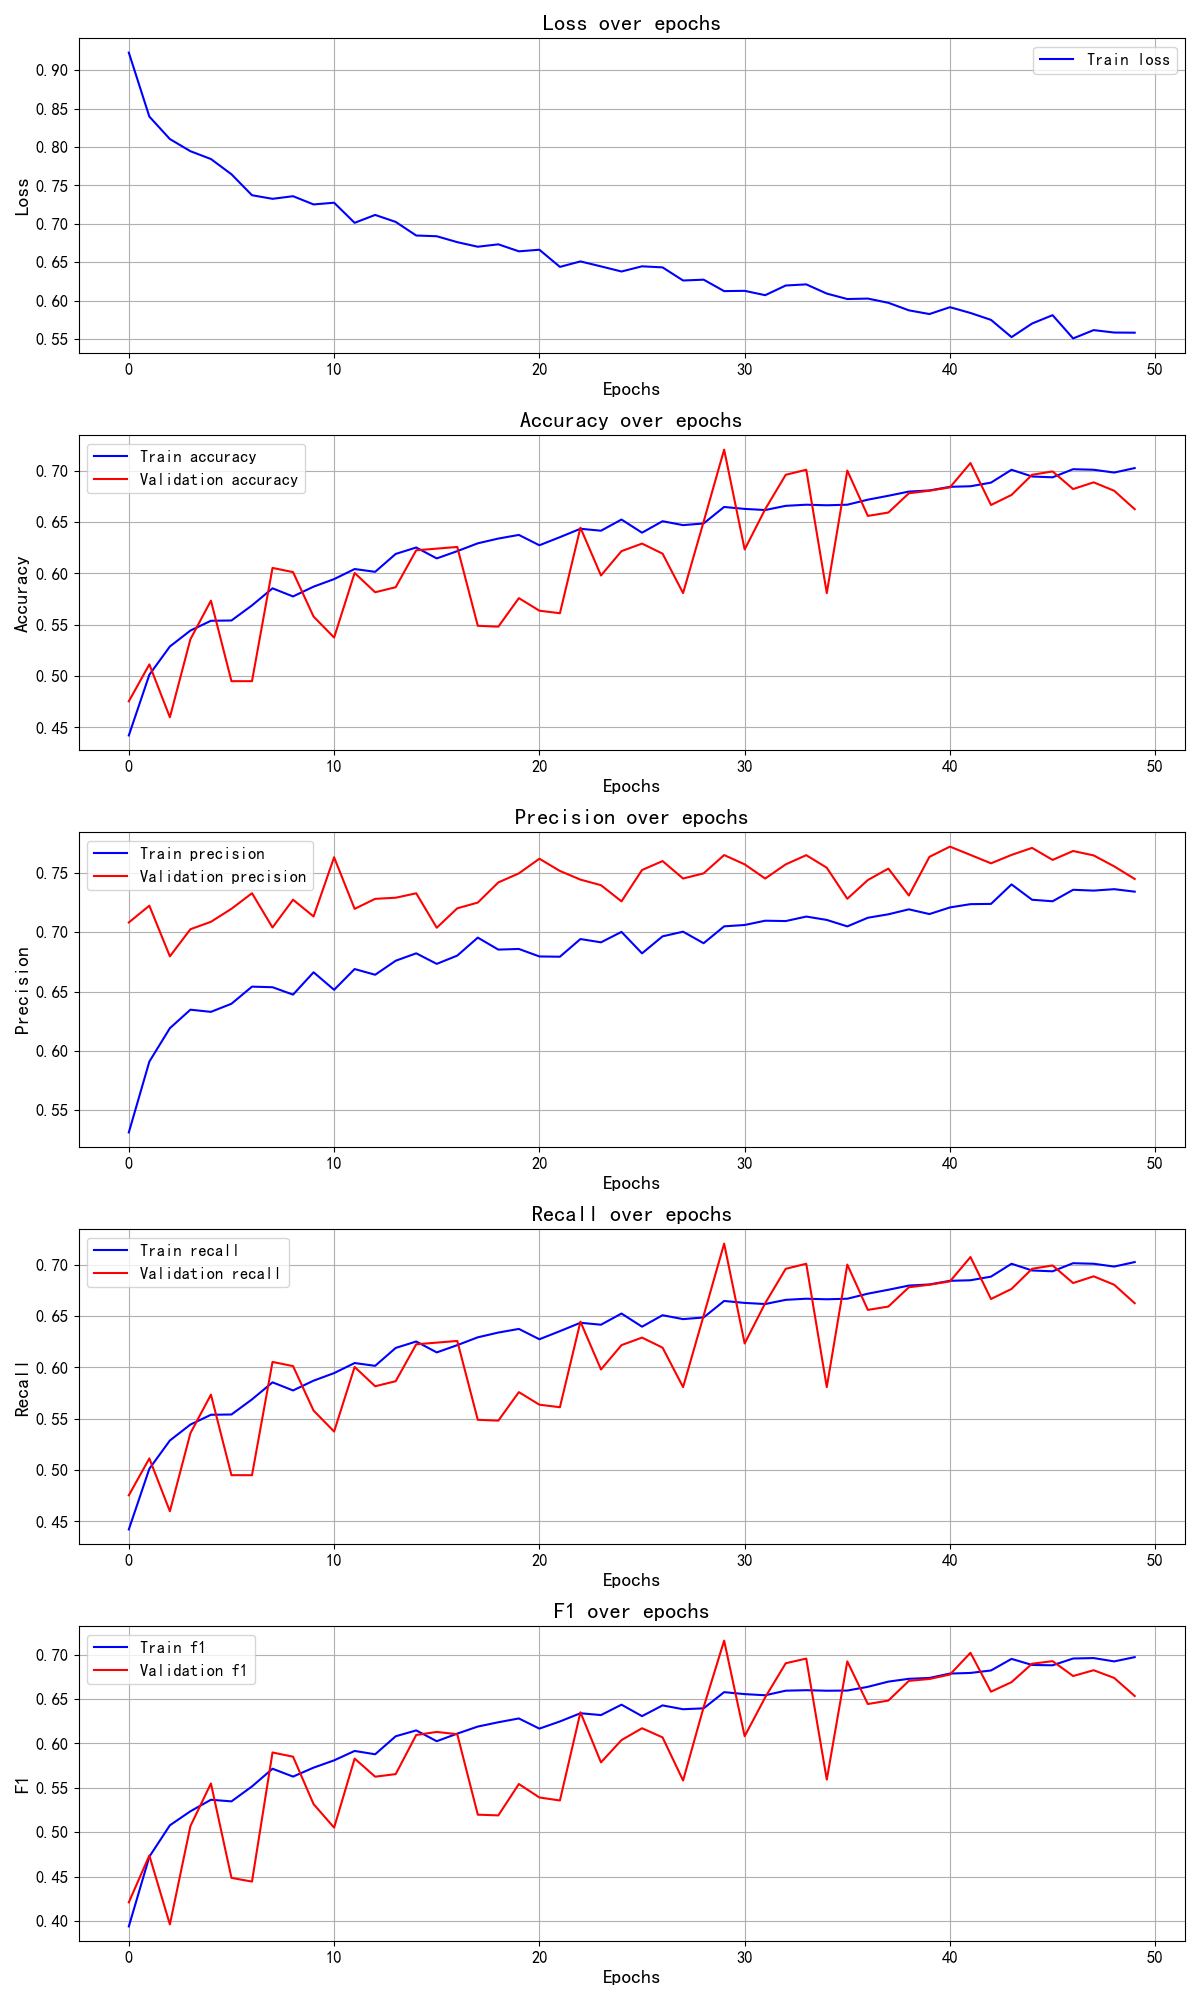 Loss over epochs
Train loss
0.90
0.85
0.80
0.75
0.70
0.65
0.60
0.55
Loss
0 10 20 30 40 50
Epochs
Accuracy over epochs
Train accuracy
Validation accuracy
0.70
0.65
0.60
0.55
0.50
0.45
Accuracy
0 10 20 30 40 50
Epochs
Precision over epochs
Train precision
Validation precision
0.75
0.70
0.65
0.60
0.55
Precision
0 10 20 30 40 50
Epochs
Recall over epochs
Train recall
Validation recall
0.70
0.65
0.60
0.55
0.50
0.45
Recall
0 10 20 30 40 50
Epochs
F1 over epochs
Train f1
Validation f1
0.70
0.65
0.60
0.55
0.50
0.45
0.40
F1
0 10 20 30 40 50
Epochs